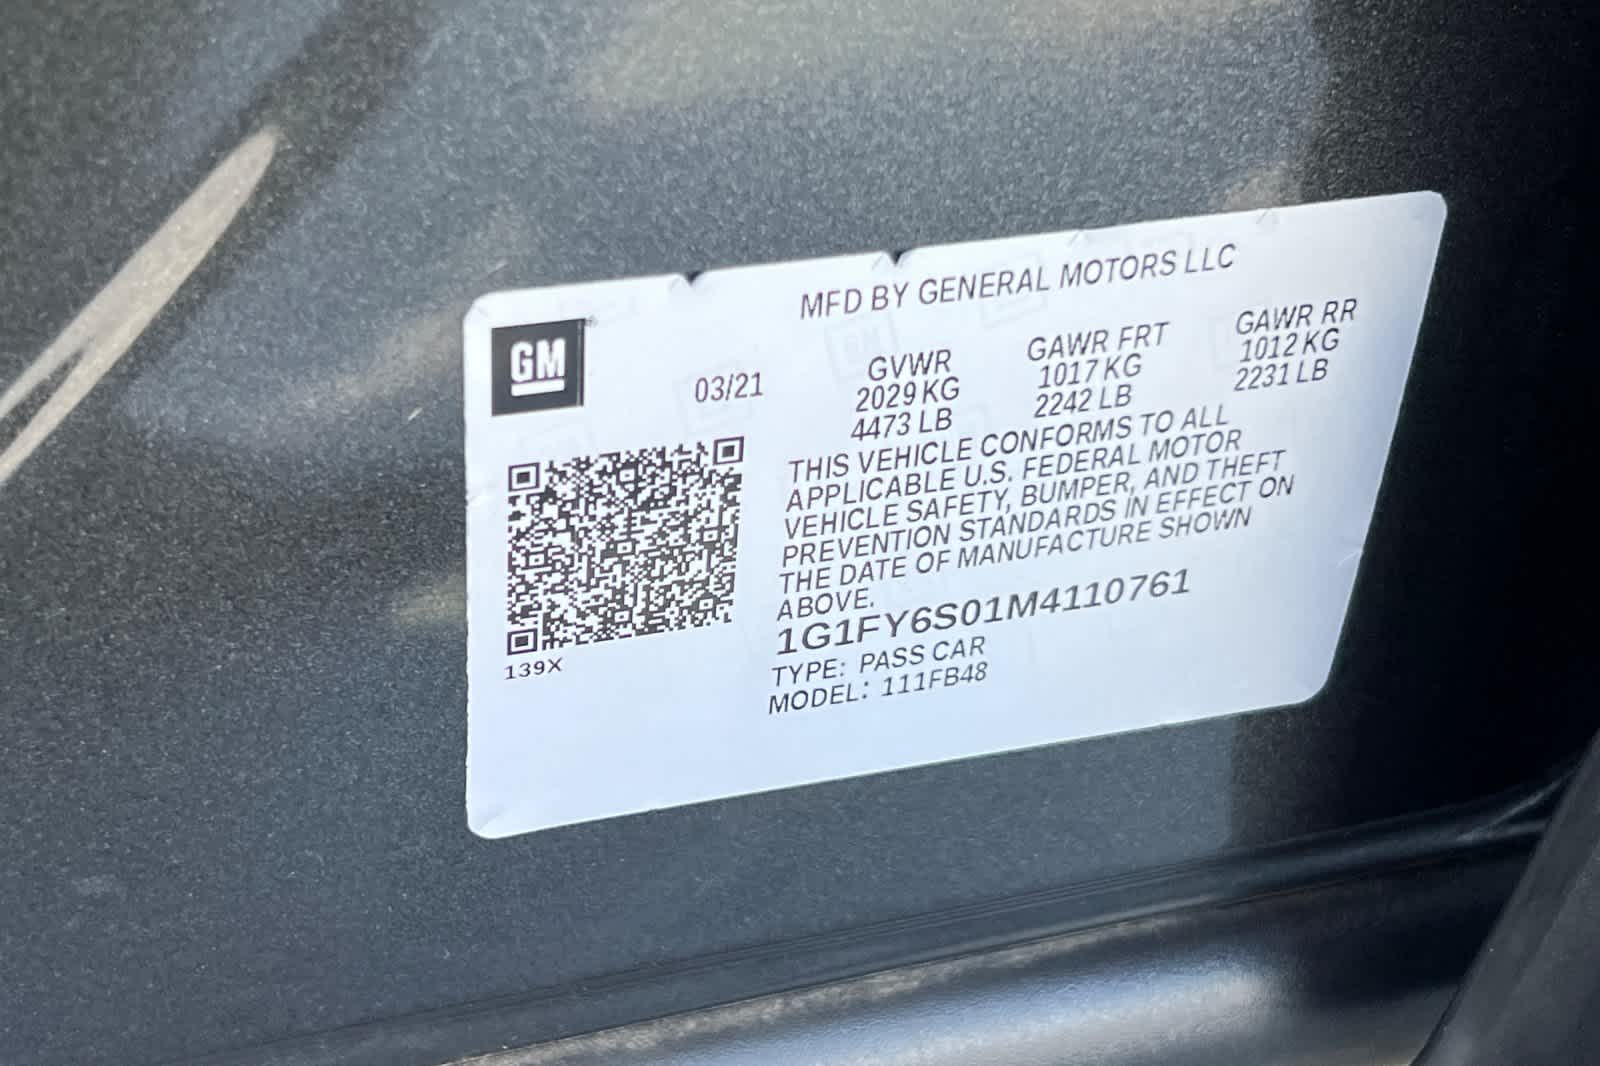 MFD BY GENERAL MOTORS LLC
GM
03/21
GVWR
2029 KG
4473 LB
GAWR FRT
1017 KG
2242 LB
GAWR RR
1012 KG
2231 LB
THIS VEHICLE CONFORMS TO ALL
APPLICABLE U.S. FEDERAL MOTOR
VEHICLE SAFETY, BUMPER, AND THEFT
PREVENTION STANDARDS IN EFFECT ON
THE DATE OF MANUFACTURE SHOWN
ABOVE.
1G1FY6S01M4110761
TYPE: PASS CAR
MODEL: 111FB48
139X